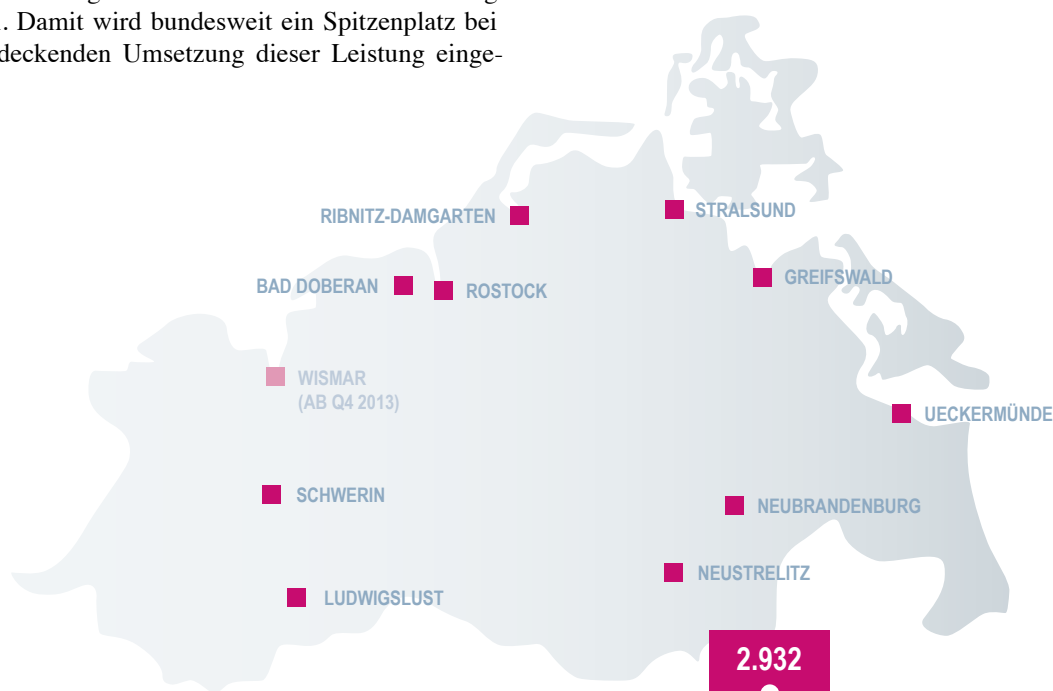 . Damit wird bundesweit ein Spitzenplatz bei
deckenden Umsetzung dieser Leistung einge-
RIBNITZ-DAMGARTEN
STRALSUND
BAD DOBERAN
ROSTOCK
GREIFSWALD
WISMAR
(AB Q4 2013)
UECKERMÜNDE
SCHWERIN
NEUBRANDENBURG
NEUSTRELITZ
LUDWIGSLUST
2.932